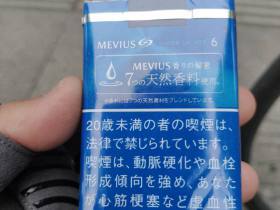 MEVIUS 6
MEVIUS 香りの秘密
7つの天然香料使用。
20歳未満の者の喫煙は、
法律で禁じられています。
喫煙は、動脈硬化や血栓
形成傾向を強め、あなた
が心筋梗塞など虚血性